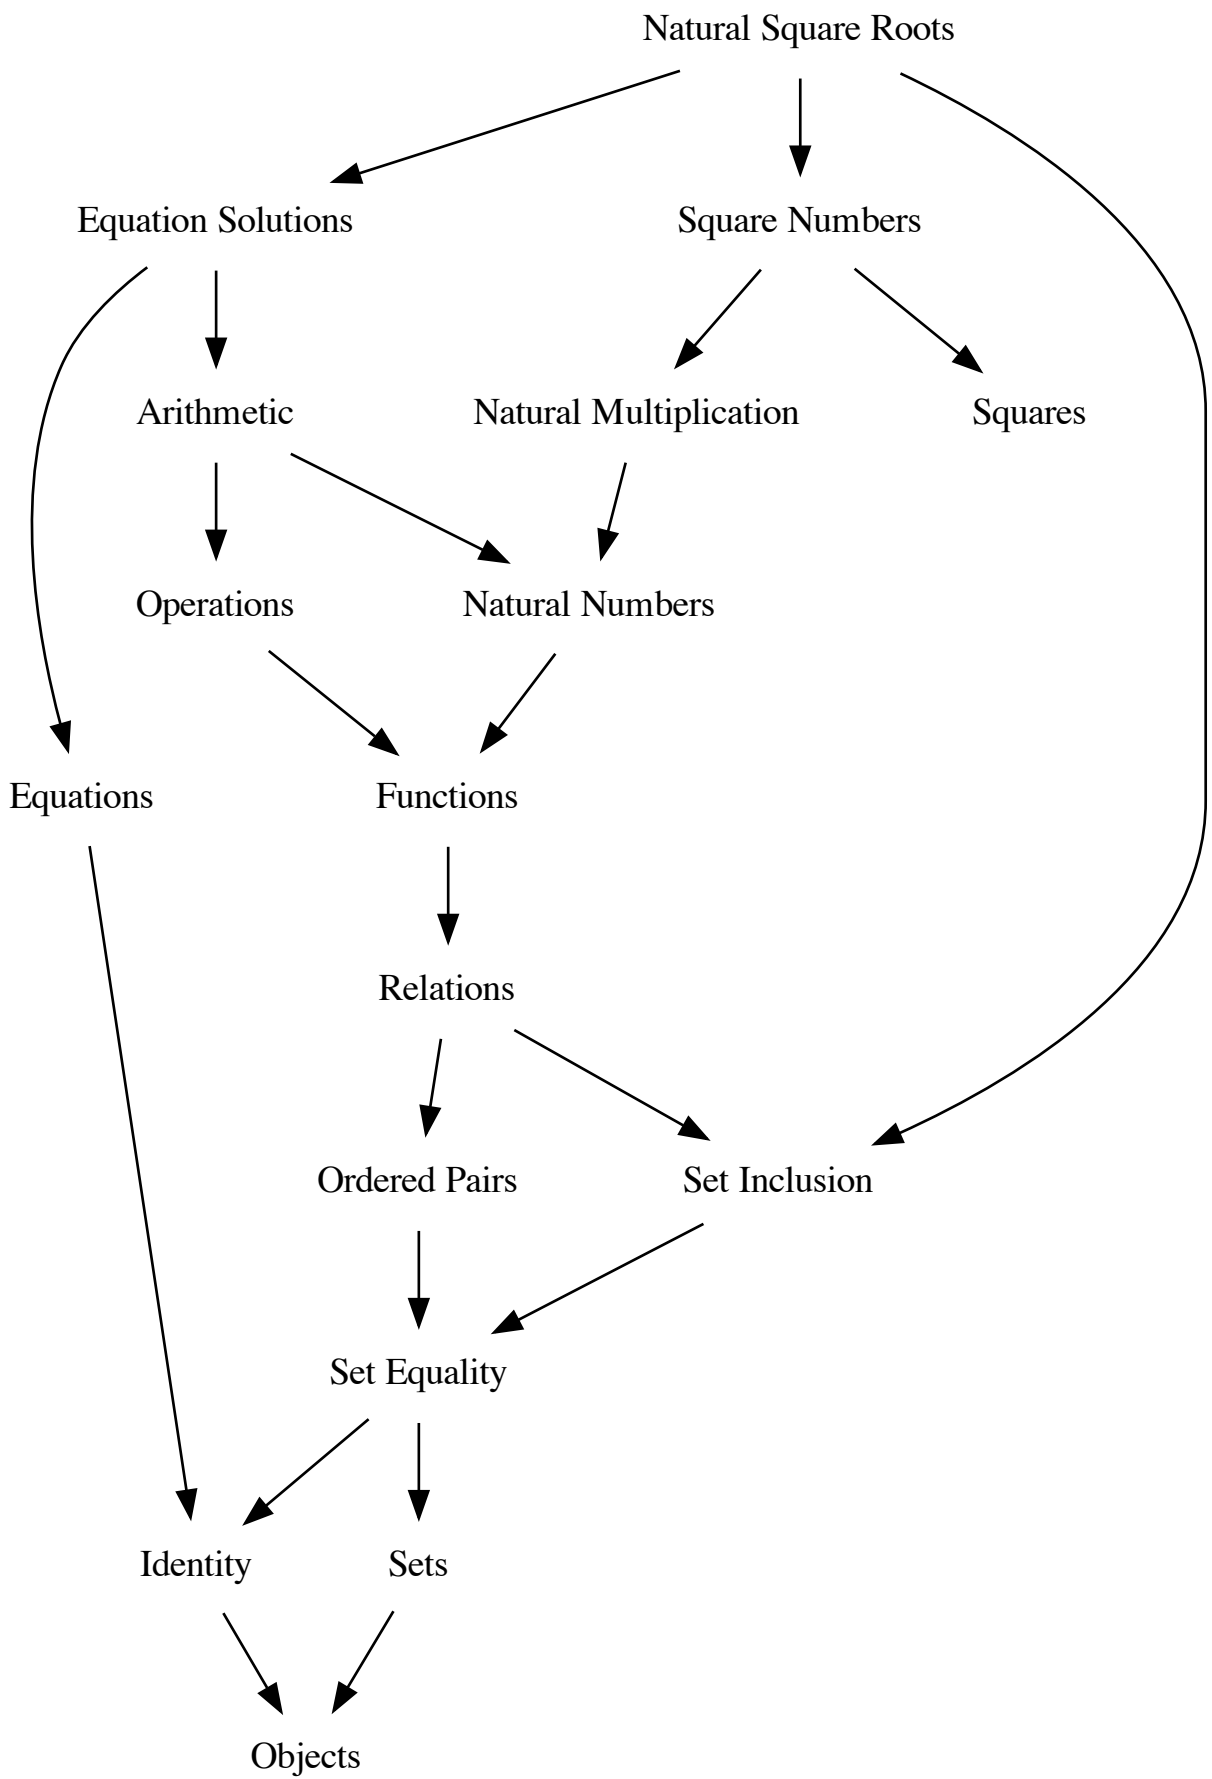 Natural Square Roots
Equation Solutions
Square Numbers
Arithmetic
Natural Multiplication
Squares
Operations
Natural Numbers
Equations
Functions
Relations
Ordered Pairs
Set Inclusion
Set Equality
Identity
Sets
Objects